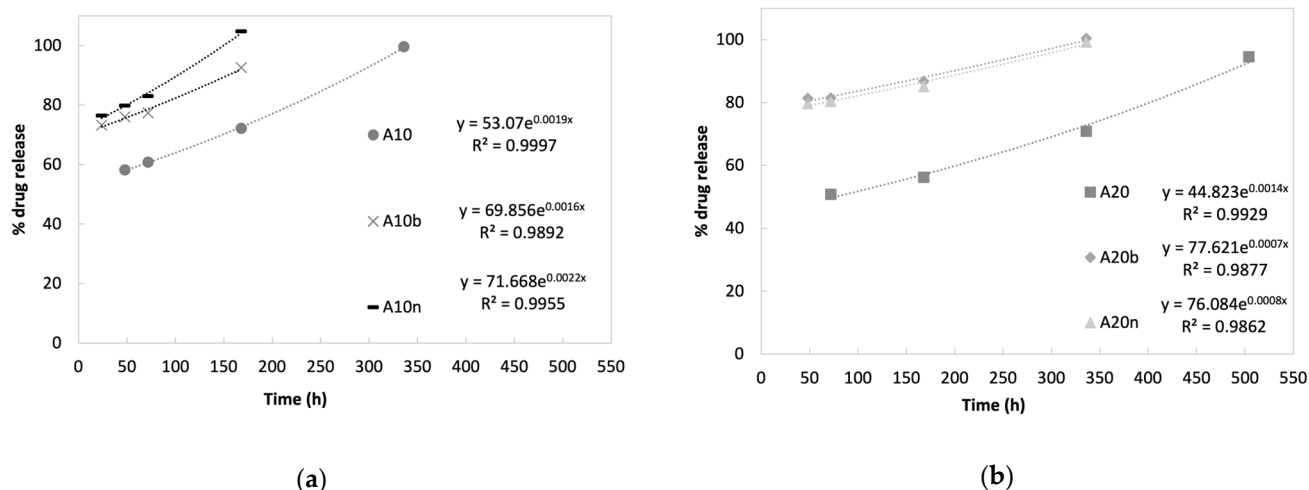 100
80
60
40
20
0
% drug release
0 50 100 150 200 250 300 350 400 450 500 550
Time (h)
A10
y = 53.07e^0.0019x
R² = 0.9997
A10b
y = 69.856e^0.0016x
R² = 0.9892
A10n
y = 71.668e^0.0022x
R² = 0.9955
(a)
100
80
60
40
20
0
% drug release
0 50 100 150 200 250 300 350 400 450 500 550
Time (h)
A20
y = 44.823e^0.0014x
R² = 0.9929
A20b
y = 77.621e^0.0007x
R² = 0.9877
A20n
y = 76.084e^0.0008x
R² = 0.9862
(b)